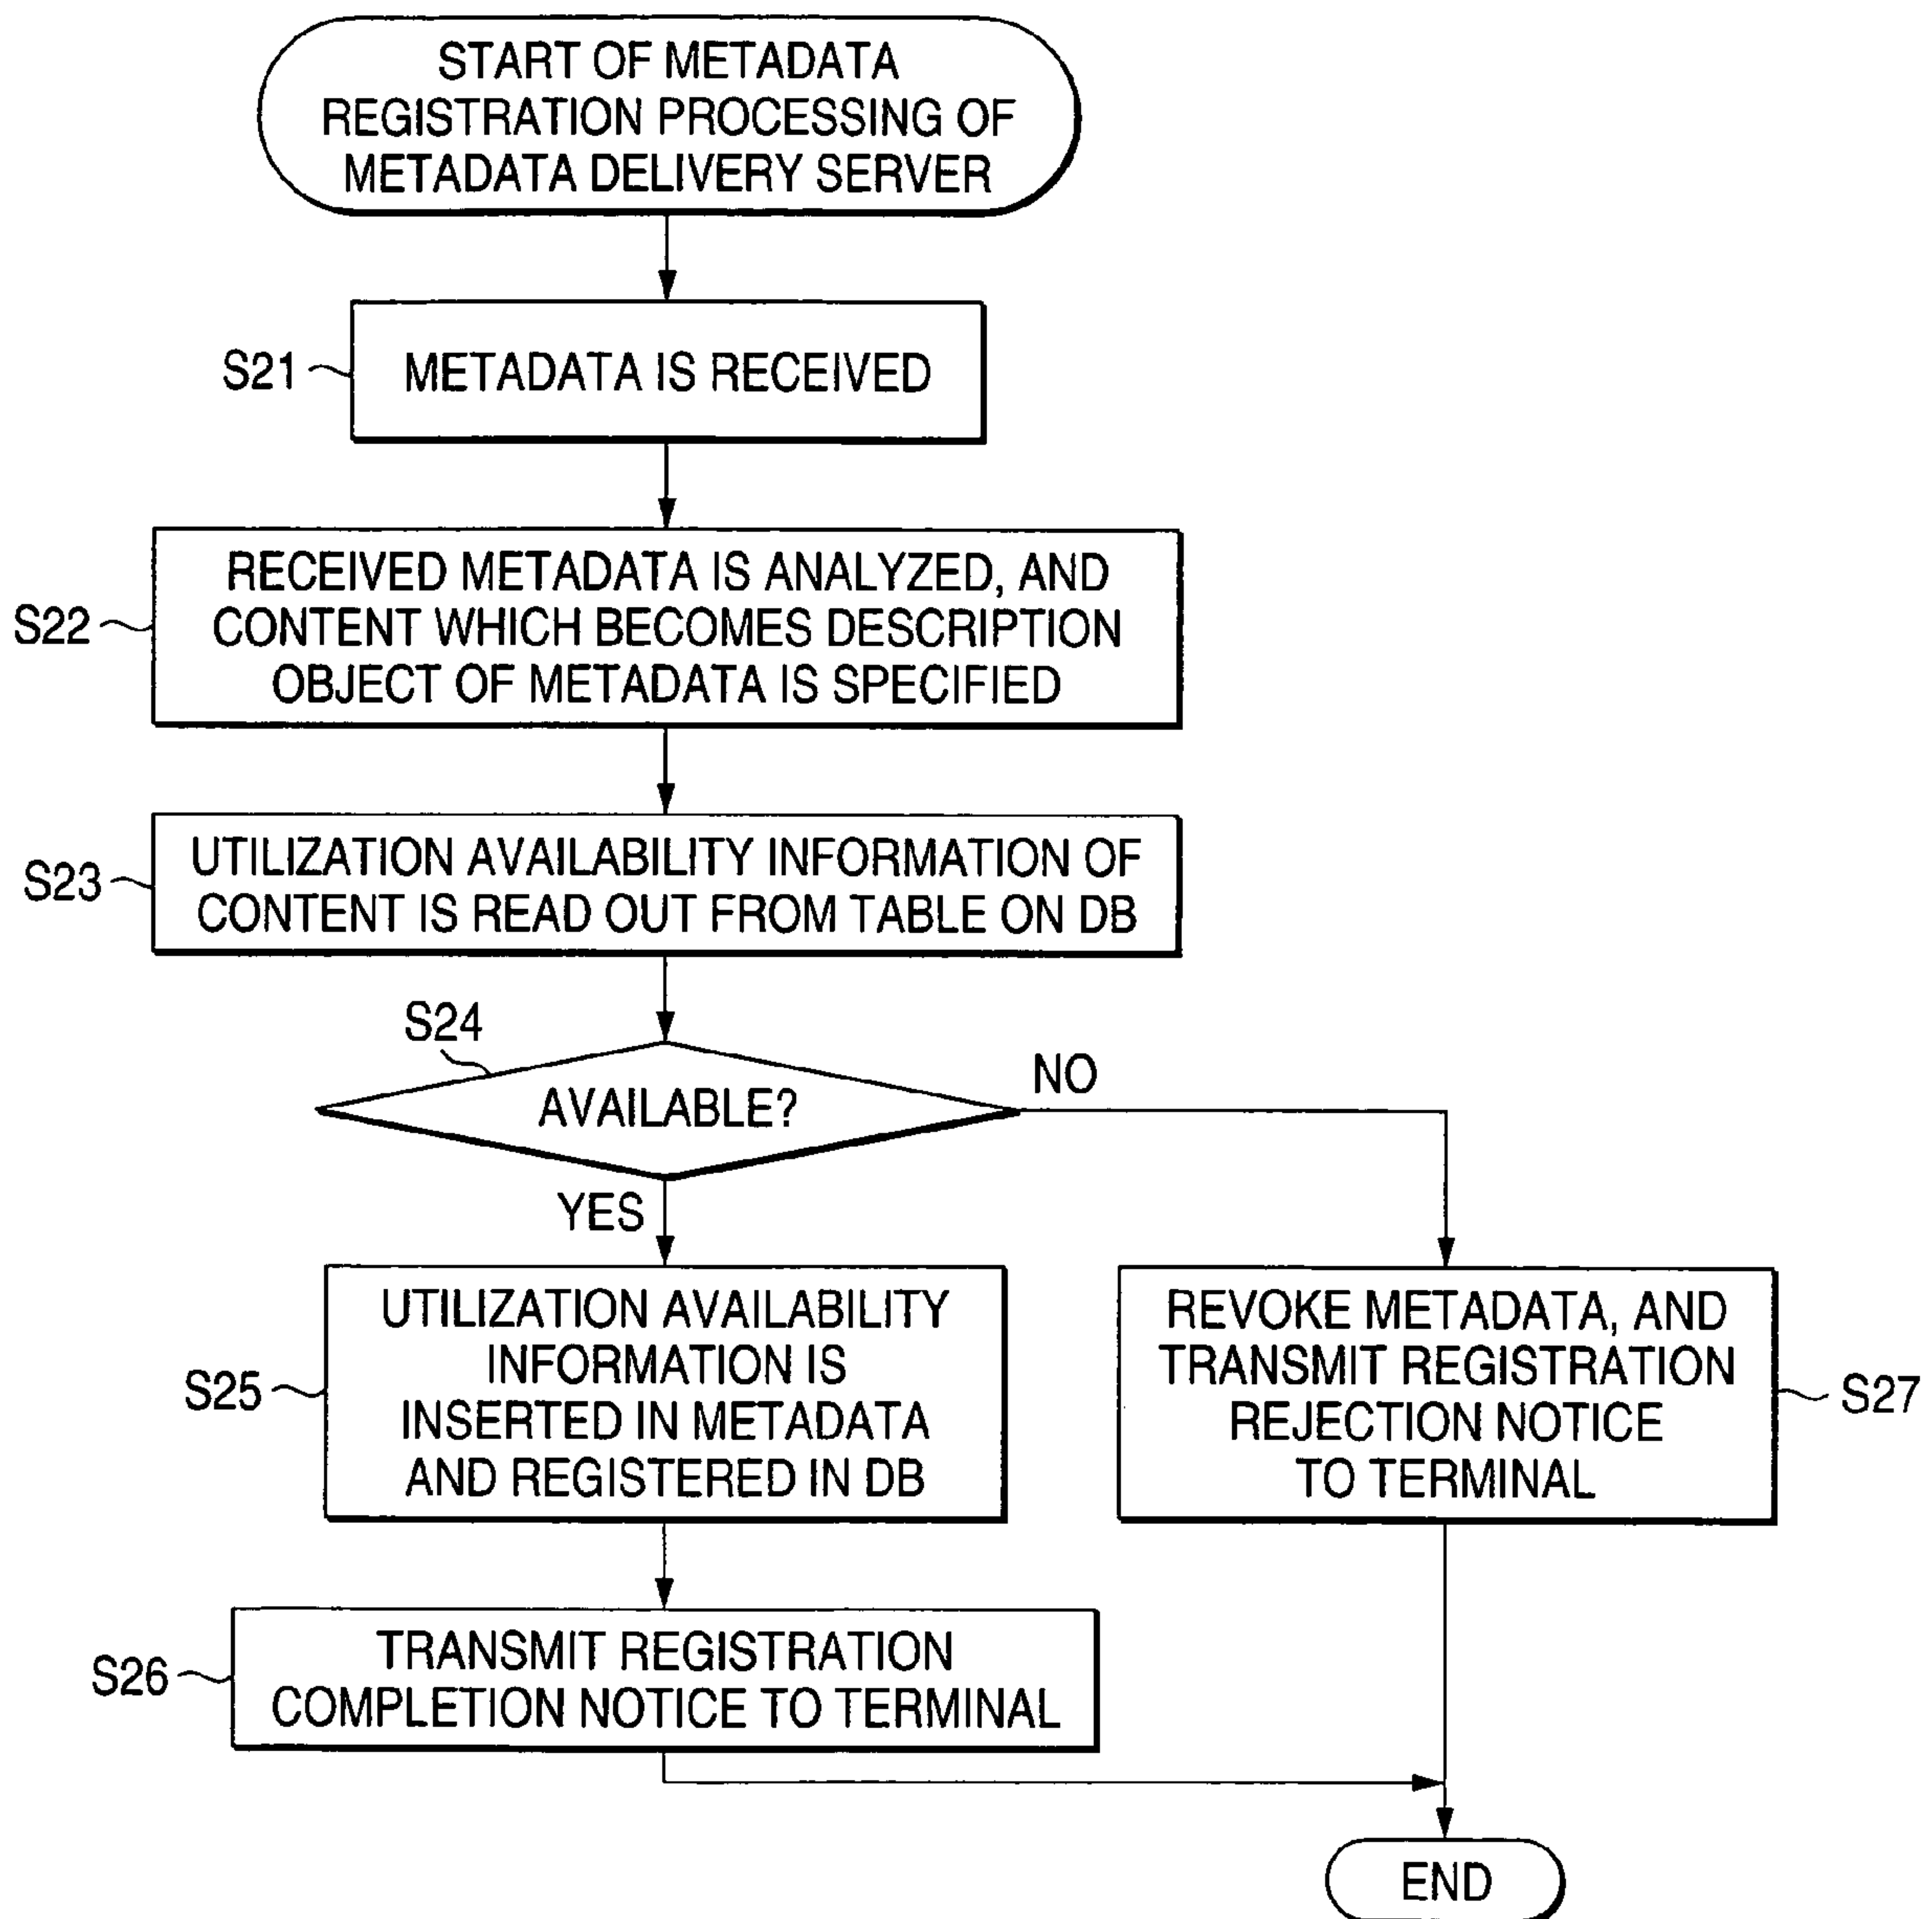 START OF METADATA
REGISTRATION PROCESSING OF
METADATA DELIVERY SERVER
S21
METADATA IS RECEIVED
S22
RECEIVED METADATA IS ANALYZED, AND
CONTENT WHICH BECOMES DESCRIPTION
OBJECT OF METADATA IS SPECIFIED
S23
UTILIZATION AVAILABILITY INFORMATION OF
CONTENT IS READ OUT FROM TABLE ON DB
S24
AVAILABLE?
NO
YES
S25
UTILIZATION AVAILABILITY
INFORMATION IS
INSERTED IN METADATA
AND REGISTERED IN DB
REVOKE METADATA, AND
TRANSMIT REGISTRATION
REJECTION NOTICE
TO TERMINAL
S27
S26
TRANSMIT REGISTRATION
COMPLETION NOTICE TO TERMINAL
END